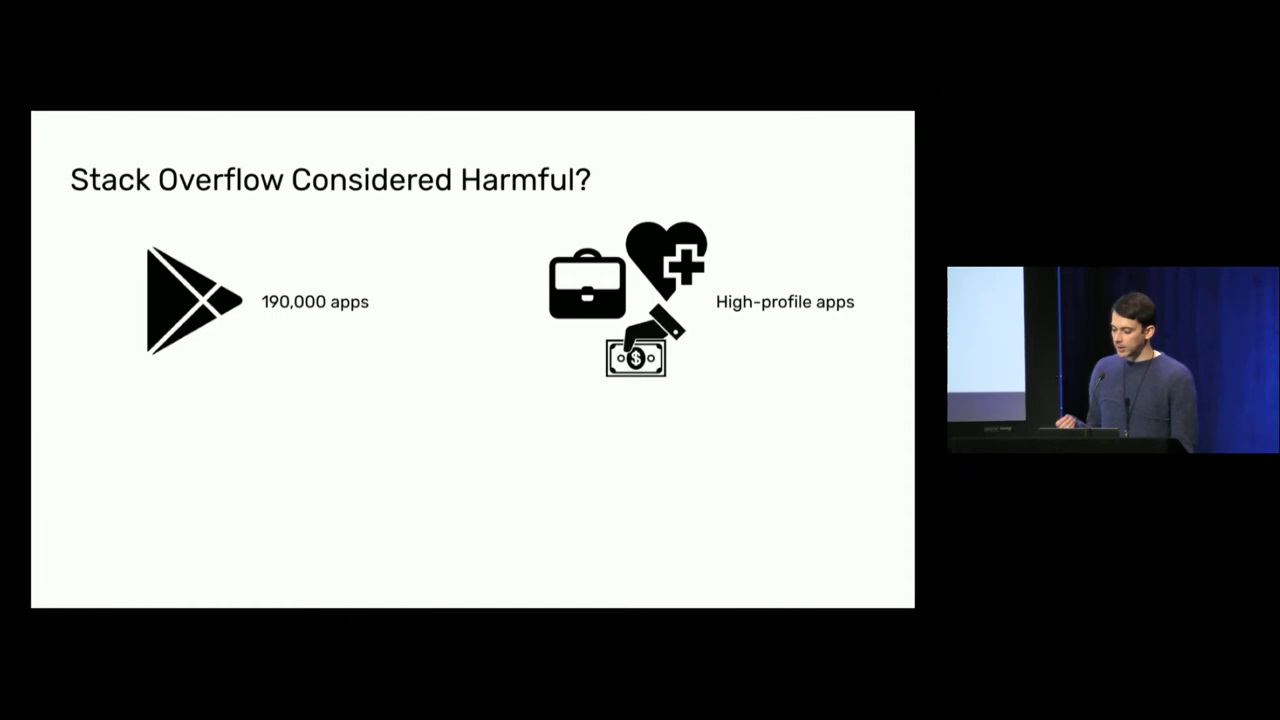 Stack Overflow Considered Harmful?
190,000 apps
High-profile apps
$